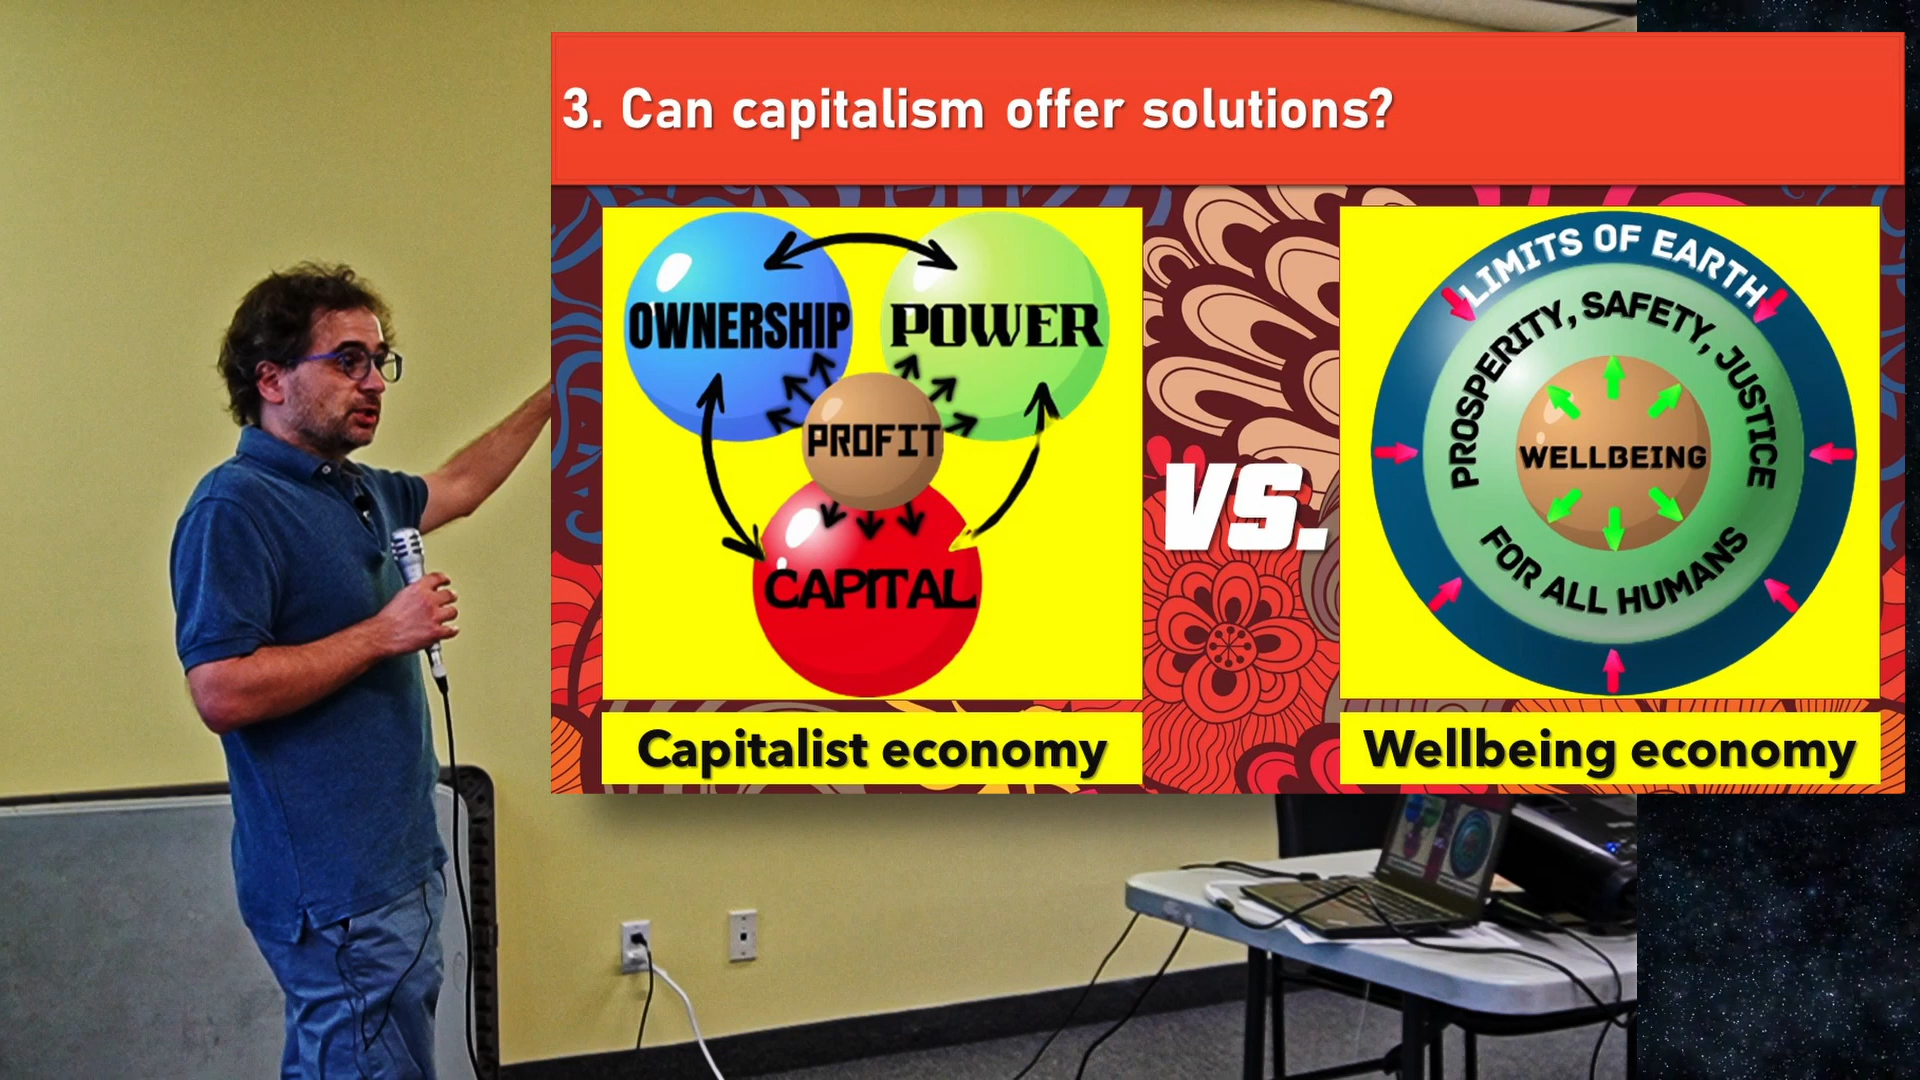 3. Can capitalism offer solutions?
OWNERSHIP
POWER
PROFIT
CAPITAL
Capitalist economy
VS.
LIMITS OF EARTH
PROSPERITY, SAFETY, JUSTICE
WELLBEING
FOR ALL HUMANS
Wellbeing economy